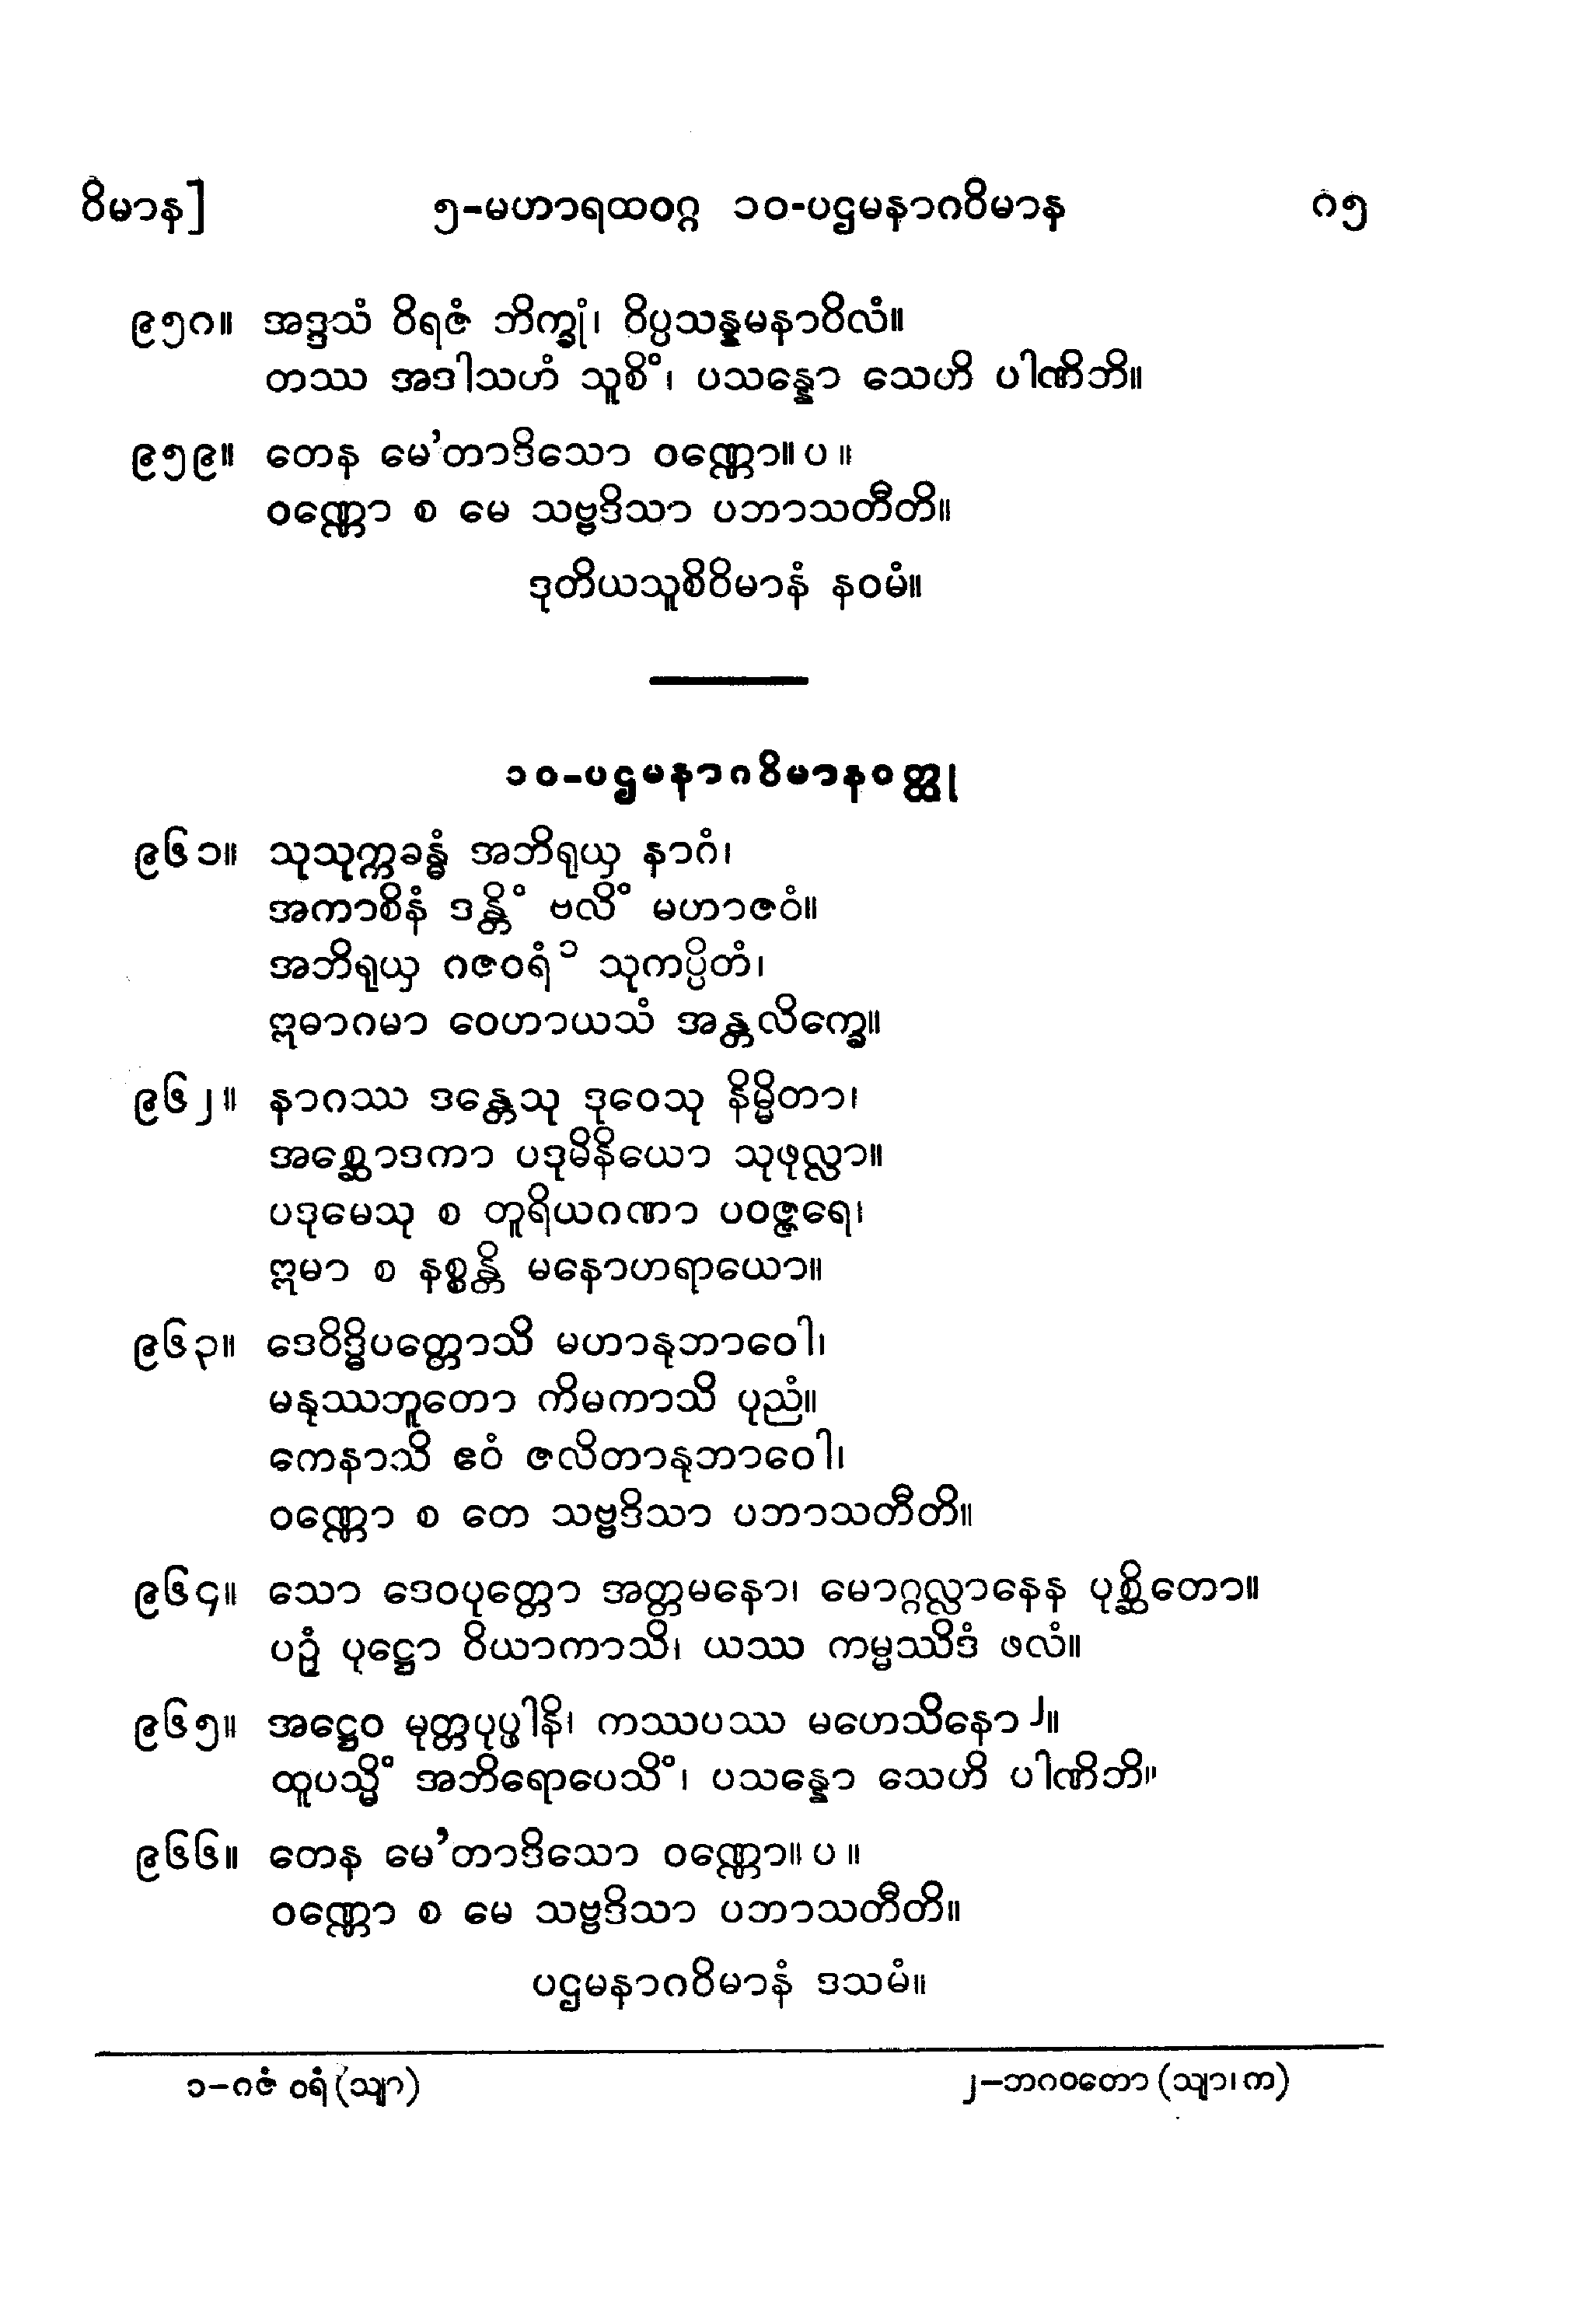 ဝိမာန] ၅-မဟာရထဝဂ္ဂ ၁၀-ပဌမနာဂဝိမာန ဂ၅
၉၅ဂ။ အဒ္ဒသံ ဝိရဇံ ဘိက္ခုံ၊ ဝိပ္ပသန္နမနာဝိလံ။
တဿ အဒါသဟံ သူစိံ၊ ပသန္နော သေဟိ ပါဏိဘိ။
၉၅၉။ တေန မေ’တာဒိသော ဝဏ္ဏော။ ပ ။
ဝဏ္ဏော စ မေ သဗ္ဗဒိသာ ပဘာသတီတိ။
ဒုတိယသူစိဝိမာနံ နဝမံ။
၁၀-ပဌမနာဂဝိမာနဝတ္ထု
၉၆၁။ သုသုက္ကခန္ဓံ အဘိရုယှ နာဂံ၊
အကာစိနံ ဒန္တိံ ဗလိံ မဟာဇဝံ။
အဘိရုယှ ဂဇဝရံ ၁ သုကပ္ပိတံ၊
ဣဓာဂမာ ဝေဟာယသံ အန္တလိက္ခေ။
၉၆၂။ နာဂဿ ဒန္တေသု ဒုဝေသု နိမ္မိတာ၊
အစ္ဆောဒကာ ပဒုမိနိယော သုဖုလ္လာ။
ပဒုမေသု စ တူရိယဂဏာ ပဝဇ္ဇရေ၊
ဣမာ စ နစ္စန္တိ မနောဟရာယော။
၉၆၃။ ဒေဝိဒ္ဓိပတ္တောသိ မဟာနုဘာဝေါ၊
မနုဿဘူတော ကိမကာသိ ပုညံ။
ကေနာသိ ဧဝံ ဇလိတာနုဘာဝေါ၊
ဝဏ္ဏော စ တေ သဗ္ဗဒိသာ ပဘာသတီတိ။
၉၆၄။ သော ဒေဝပုတ္တော အတ္တမနော၊ မောဂ္ဂလ္လာနေန ပုစ္ဆိတော။
ပဉှံ ပုဋ္ဌော ဝိယာကာသိ၊ ယဿ ကမ္မဿိဒံ ဖလံ။
၉၆၅။ အဋ္ဌေဝ မုတ္တပုပ္ဖါနိ၊ ကဿပဿ မဟေသိနော ၂။
ထူပသ္မိံ အဘိရောပေသိံ၊ ပသန္နော သေဟိ ပါဏိဘိ။
၉၆၆။ တေန မေ’တာဒိသော ဝဏ္ဏော။ ပ ။
ဝဏ္ဏော စ မေ သဗ္ဗဒိသာ ပဘာသတီတိ။
ပဌမနာဂဝိမာနံ ဒသမံ။
၁-ဂဇံ ဝရံ (သျာ) ၂-ဘဂဝတော (သျာ၊ က)